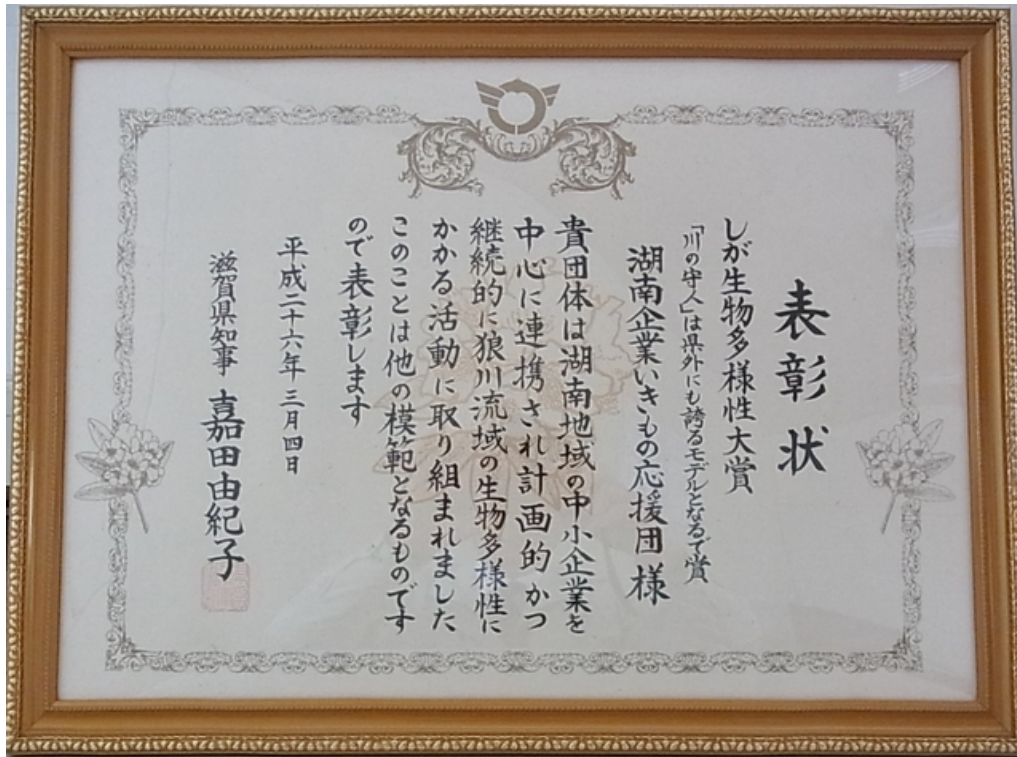 表彰状
しが生物多様性大賞
「川の守人」は県外にも誇るモデルとなるで賞
湖南企業いきもの応援団 様
貴団体は湖南地域の中小企業を
中心に連携され計画的かつ
継続的に狼川流域の生物多様性に
かかる活動に取り組まれました
このことは他の模範となるものです
ので表彰します
平成二十六年三月四日
滋賀県知事 嘉田由紀子